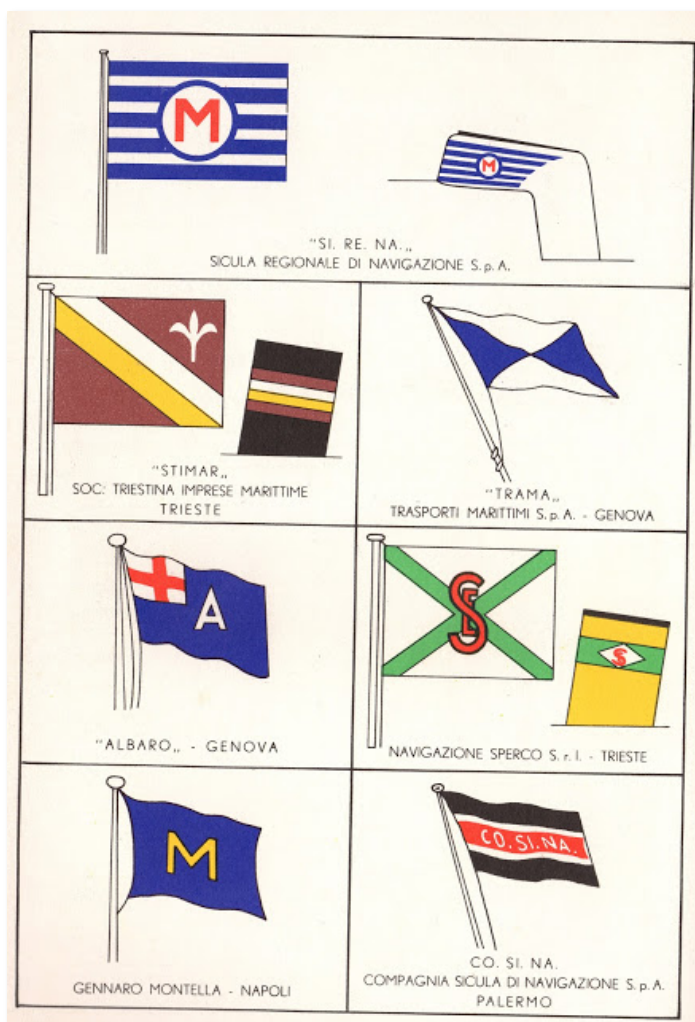 M
M
"SI. RE. NA.„
SICULA REGIONALE DI NAVIGAZIONE S.p.A.
"STIMAR„
SOC: TRIESTINA IMPRESE MARITTIME
TRIESTE
"TRAMA„
TRASPORTI MARITTIMI S.p.A. - GENOVA
A
"ALBARO„ - GENOVA
SE
S
NAVIGAZIONE SPERCO S.r.l. - TRIESTE
M
GENNARO MONTELLA - NAPOLI
CO.SI.NA.
CO. SI. NA.
COMPAGNIA SICULA DI NAVIGAZIONE S.p.A.
PALERMO